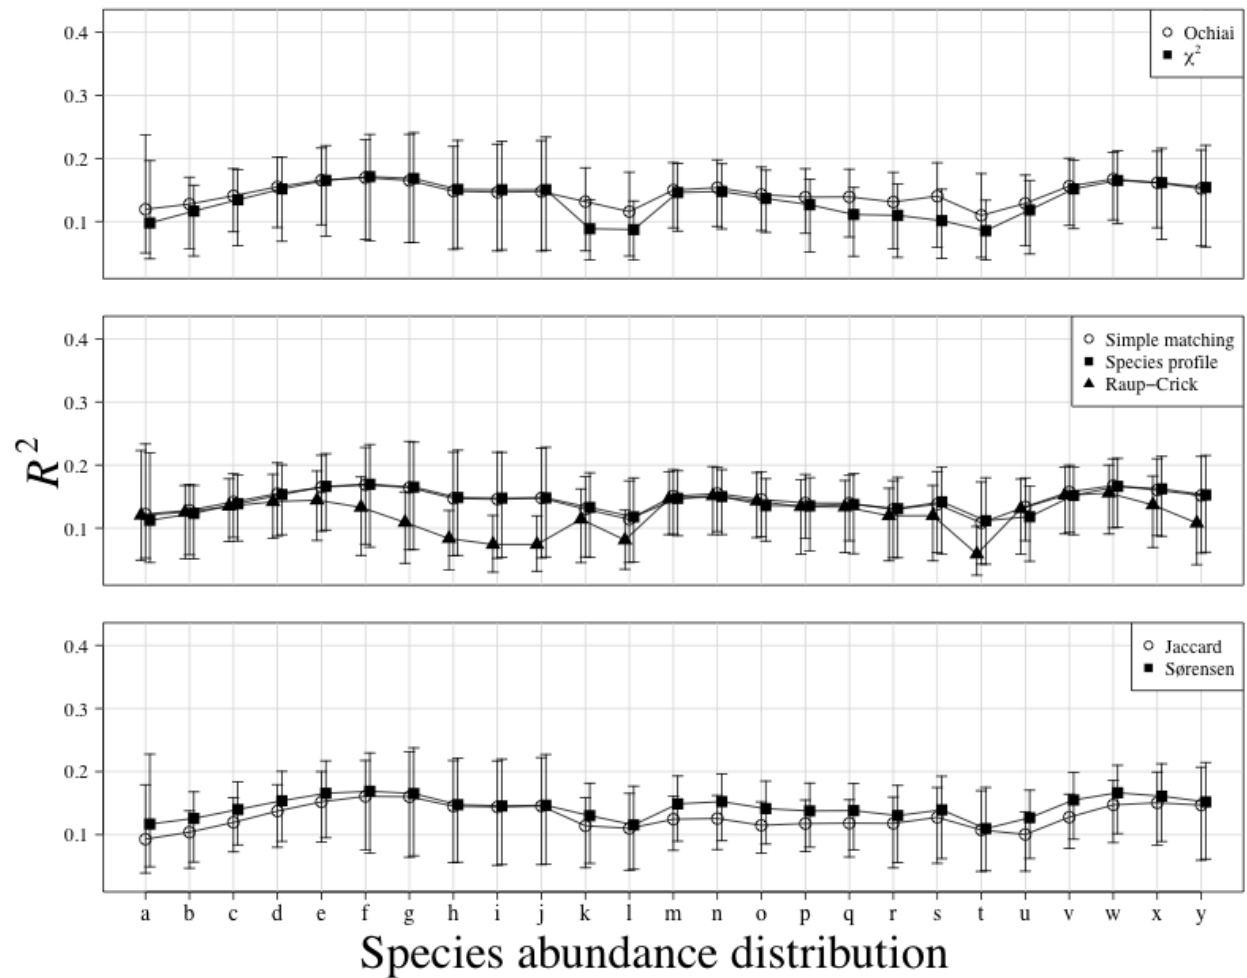 0.4
0.3
0.2
0.1
Ochiai
χ²
0.4
0.3
0.2
0.1
Simple matching
Species profile
Raup−Crick
R²
0.4
0.3
0.2
0.1
Jaccard
Sørensen
a b c d e f g h i j k l m n o p q r s t u v w x y
Species abundance distribution